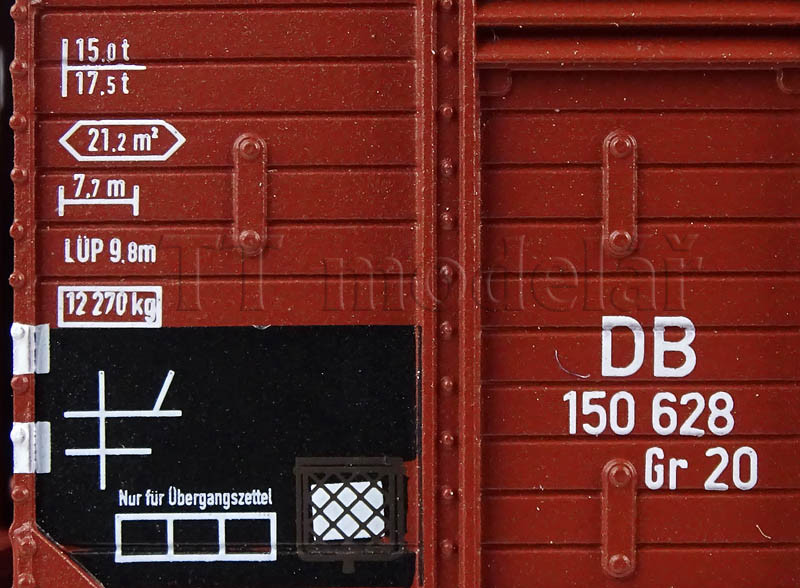 15.0 t
17.5 t
21.2 m²
7,7 m
LÜP 9,8m
12 270 kg
TT modelář
DB
150 628
Gr 20
Nur für Übergangszettel